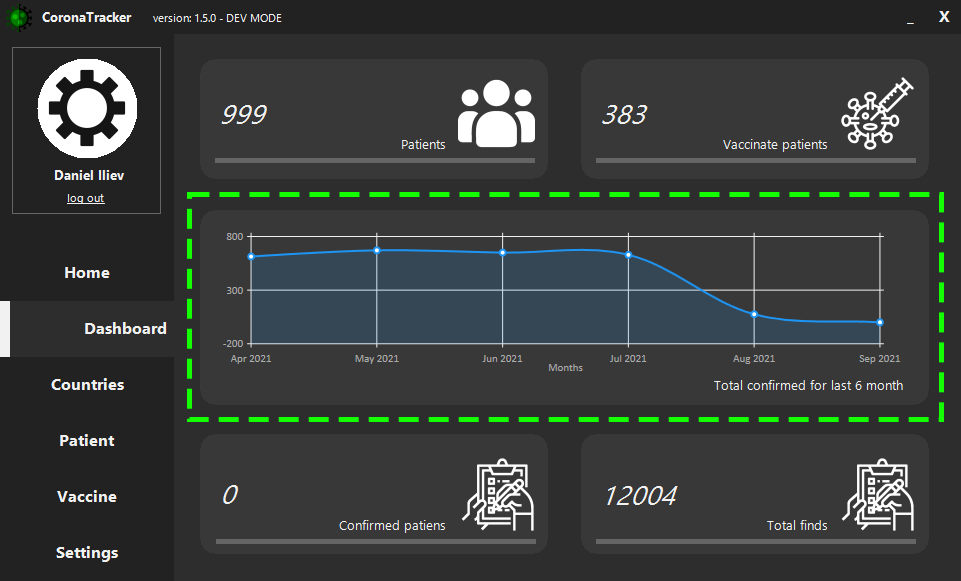 CoronaTracker version: 1.5.0 - DEV MODE _ X
Daniel Iliev
log out
Home
Dashboard
Countries
Patient
Vaccine
Settings
999
Patients
383
Vaccinate patients
800
300
-200
Apr 2021 May 2021 Jun 2021 Jul 2021 Aug 2021 Sep 2021
Months
Total confirmed for last 6 month
0
Confirmed patiens
12004
Total finds